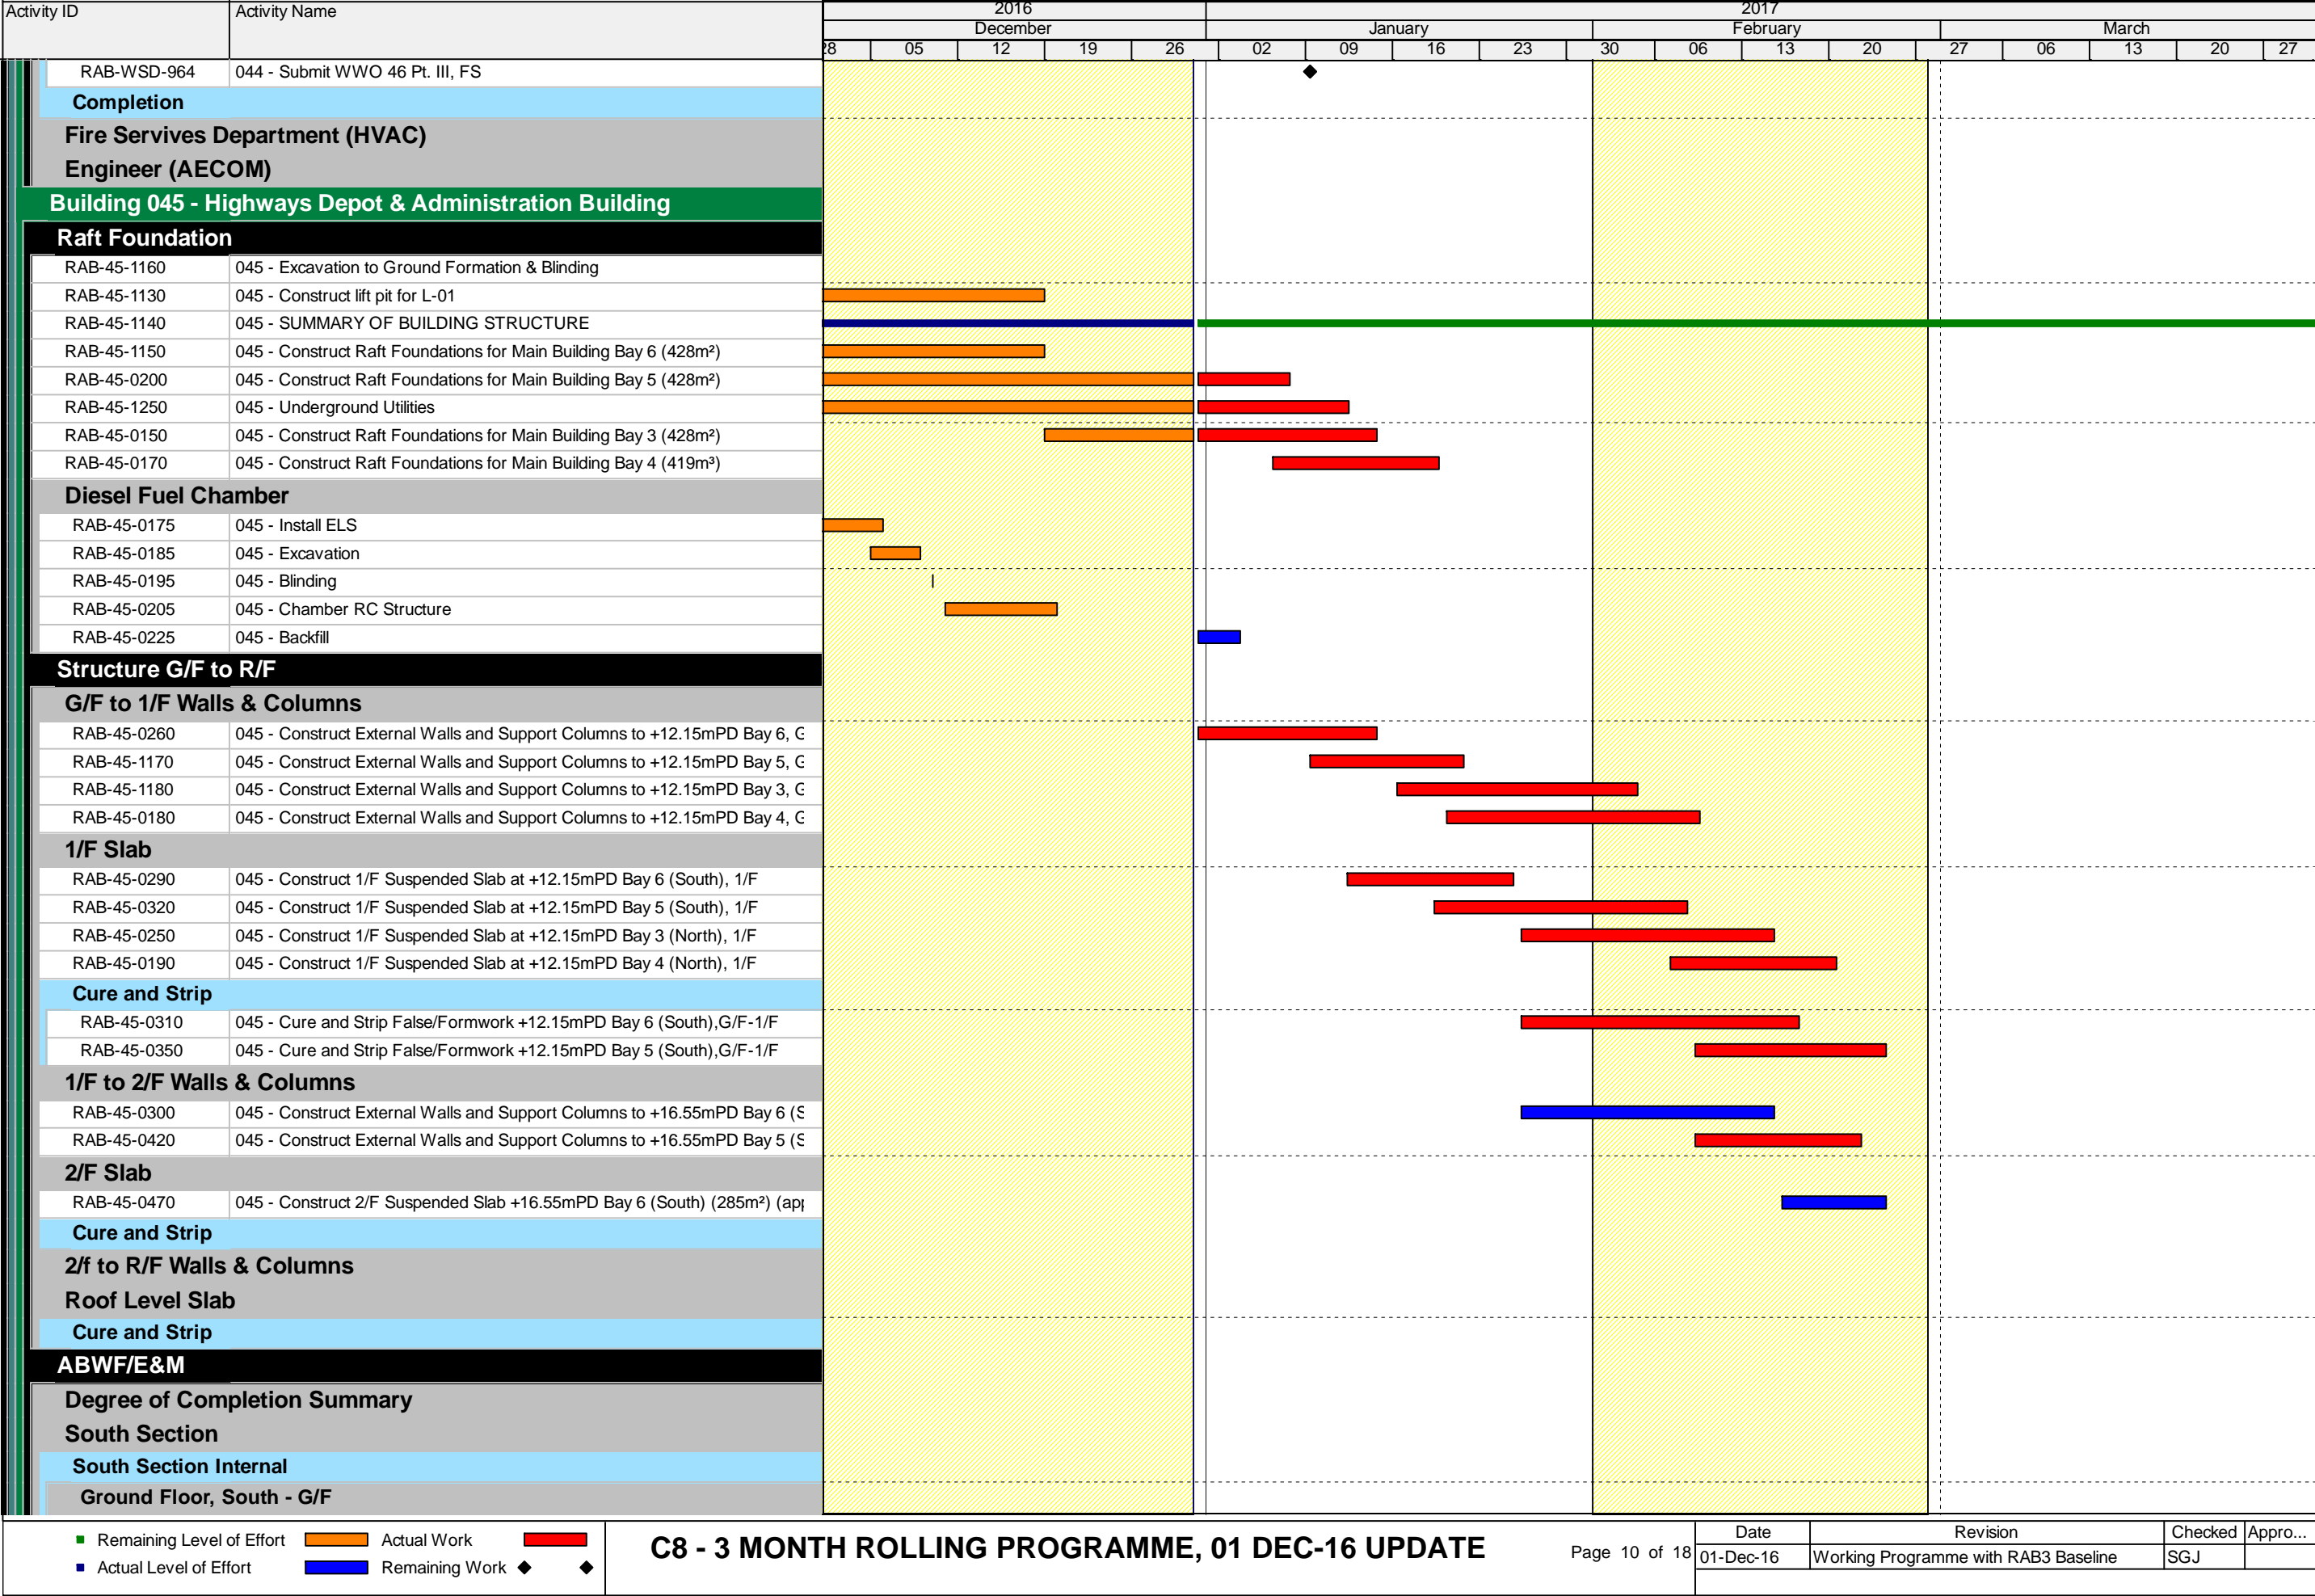 Activity ID Activity Name 2016 2017
December January February March
28 05 12 19 26 02 09 16 23 30 06 13 20 27 06 13 20 27
RAB-WSD-964 044 - Submit WWO 46 Pt. III, FS
Completion
Fire Servives Department (HVAC)
Engineer (AECOM)
Building 045 - Highways Depot & Administration Building
Raft Foundation
RAB-45-1160 045 - Excavation to Ground Formation & Blinding
RAB-45-1130 045 - Construct lift pit for L-01
RAB-45-1140 045 - SUMMARY OF BUILDING STRUCTURE
RAB-45-1150 045 - Construct Raft Foundations for Main Building Bay 6 (428m²)
RAB-45-0200 045 - Construct Raft Foundations for Main Building Bay 5 (428m²)
RAB-45-1250 045 - Underground Utilities
RAB-45-0150 045 - Construct Raft Foundations for Main Building Bay 3 (428m²)
RAB-45-0170 045 - Construct Raft Foundations for Main Building Bay 4 (419m³)
Diesel Fuel Chamber
RAB-45-0175 045 - Install ELS
RAB-45-0185 045 - Excavation
RAB-45-0195 045 - Blinding
RAB-45-0205 045 - Chamber RC Structure
RAB-45-0225 045 - Backfill
Structure G/F to R/F
G/F to 1/F Walls & Columns
RAB-45-0260 045 - Construct External Walls and Support Columns to +12.15mPD Bay 6, G
RAB-45-1170 045 - Construct External Walls and Support Columns to +12.15mPD Bay 5, G
RAB-45-1180 045 - Construct External Walls and Support Columns to +12.15mPD Bay 3, G
RAB-45-0180 045 - Construct External Walls and Support Columns to +12.15mPD Bay 4, G
1/F Slab
RAB-45-0290 045 - Construct 1/F Suspended Slab at +12.15mPD Bay 6 (South), 1/F
RAB-45-0320 045 - Construct 1/F Suspended Slab at +12.15mPD Bay 5 (South), 1/F
RAB-45-0250 045 - Construct 1/F Suspended Slab at +12.15mPD Bay 3 (North), 1/F
RAB-45-0190 045 - Construct 1/F Suspended Slab at +12.15mPD Bay 4 (North), 1/F
Cure and Strip
RAB-45-0310 045 - Cure and Strip False/Formwork +12.15mPD Bay 6 (South),G/F-1/F
RAB-45-0350 045 - Cure and Strip False/Formwork +12.15mPD Bay 5 (South),G/F-1/F
1/F to 2/F Walls & Columns
RAB-45-0300 045 - Construct External Walls and Support Columns to +16.55mPD Bay 6 (S
RAB-45-0420 045 - Construct External Walls and Support Columns to +16.55mPD Bay 5 (S
2/F Slab
RAB-45-0470 045 - Construct 2/F Suspended Slab +16.55mPD Bay 6 (South) (285m²) (app
Cure and Strip
2/f to R/F Walls & Columns
Roof Level Slab
Cure and Strip
ABWF/E&M
Degree of Completion Summary
South Section
South Section Internal
Ground Floor, South - G/F
Remaining Level of Effort Actual Work
Actual Level of Effort Remaining Work
C8 - 3 MONTH ROLLING PROGRAMME, 01 DEC-16 UPDATE
Page 10 of 18
Date Revision Checked Appro...
01-Dec-16 Working Programme with RAB3 Baseline SGJ